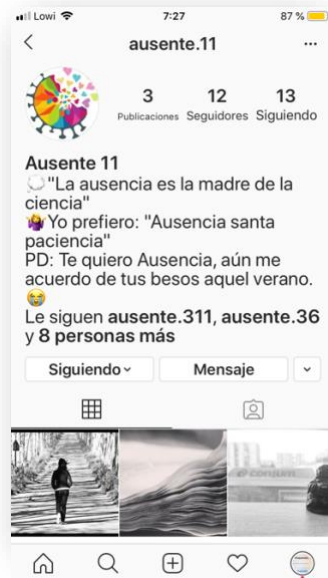 Lowi 7:27 87 %
ausente.11
3 12 13
Publicaciones Seguidores Siguiendo
Ausente 11
💭"La ausencia es la madre de la
ciencia"
🤷‍♀️Yo prefiero: "Ausencia santa
paciencia"
PD: Te quiero Ausencia, aún me
acuerdo de tus besos aquel verano.
😭
Le siguen ausente.311, ausente.36
y 8 personas más
Siguiendo Mensaje